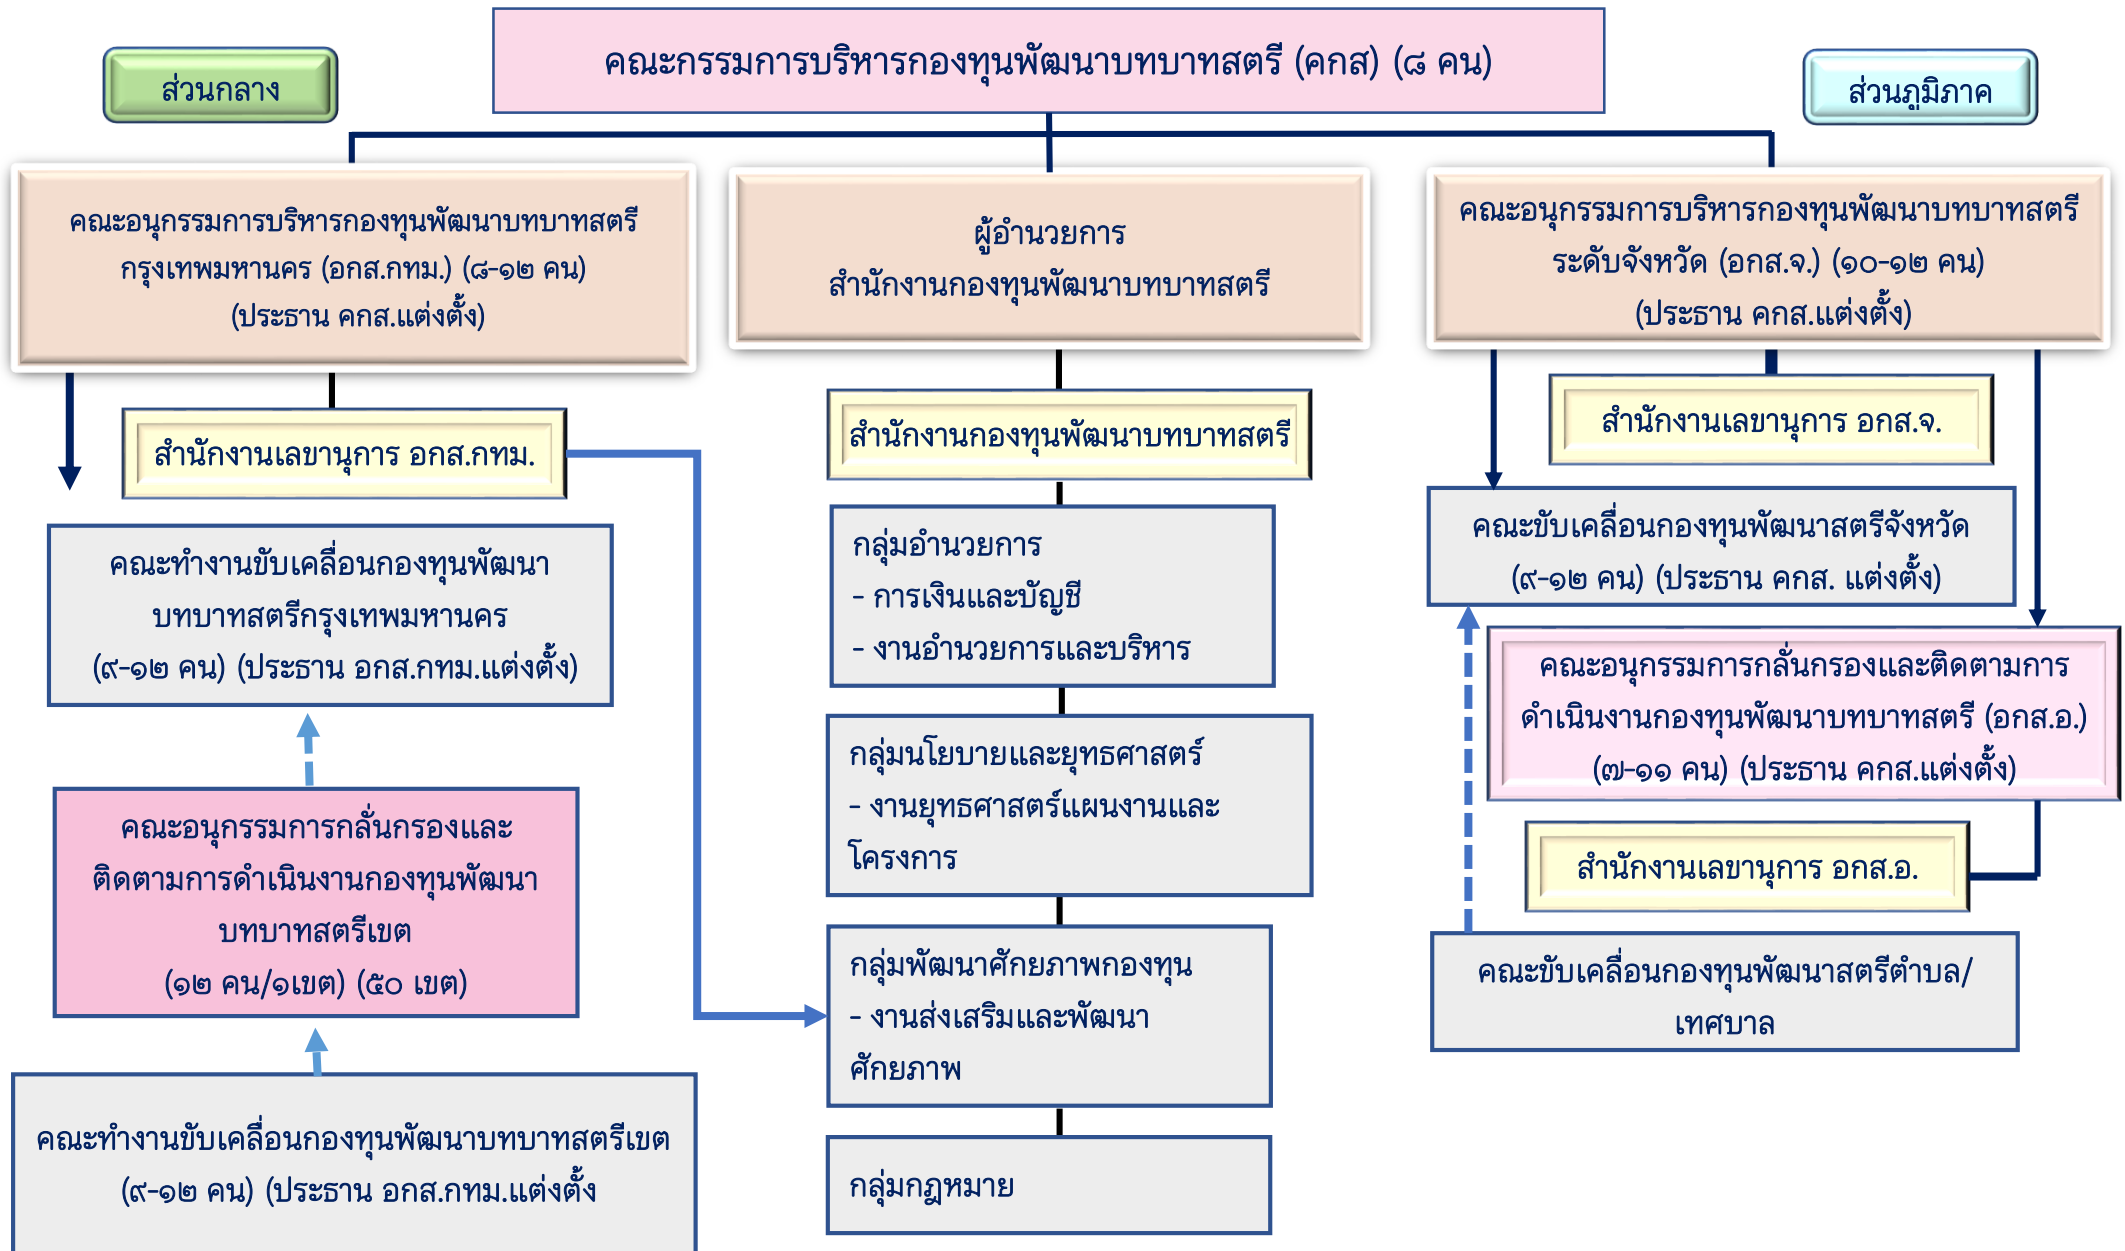 คณะกรรมการบริหารกองทุนพัฒนาบทบาทสตรี (คกส) (๘ คน)
ส่วนกลาง
ส่วนภูมิภาค
คณะอนุกรรมการบริหารกองทุนพัฒนาบทบาทสตรี
กรุงเทพมหานคร (อกส.กทม.) (๘-๑๒ คน)
(ประธาน คกส.แต่งตั้ง)
สำนักงานเลขานุการ อกส.กทม.
คณะทำงานขับเคลื่อนกองทุนพัฒนา
บทบาทสตรีกรุงเทพมหานคร
(๙-๑๒ คน) (ประธาน อกส.กทม.แต่งตั้ง)
คณะอนุกรรมการกลั่นกรองและ
ติดตามการดำเนินงานกองทุนพัฒนา
บทบาทสตรีเขต
(๑๒ คน/๑เขต) (๕๐ เขต)
คณะทำงานขับเคลื่อนกองทุนพัฒนาบทบาทสตรีเขต
(๙-๑๒ คน) (ประธาน อกส.กทม.แต่งตั้ง
ผู้อำนวยการ
สำนักงานกองทุนพัฒนาบทบาทสตรี
สำนักงานกองทุนพัฒนาบทบาทสตรี
กลุ่มอำนวยการ
- การเงินและบัญชี
- งานอำนวยการและบริหาร
กลุ่มนโยบายและยุทธศาสตร์
- งานยุทธศาสตร์แผนงานและ
โครงการ
กลุ่มพัฒนาศักยภาพกองทุน
- งานส่งเสริมและพัฒนา
ศักยภาพ
กลุ่มกฎหมาย
คณะอนุกรรมการบริหารกองทุนพัฒนาบทบาทสตรี
ระดับจังหวัด (อกส.จ.) (๑๐-๑๒ คน)
(ประธาน คกส.แต่งตั้ง)
สำนักงานเลขานุการ อกส.จ.
คณะขับเคลื่อนกองทุนพัฒนาสตรีจังหวัด
(๙-๑๒ คน) (ประธาน คกส. แต่งตั้ง)
คณะอนุกรรมการกลั่นกรองและติดตามการ
ดำเนินงานกองทุนพัฒนาบทบาทสตรี (อกส.อ.)
(๗-๑๑ คน) (ประธาน คกส.แต่งตั้ง)
สำนักงานเลขานุการ อกส.อ.
คณะขับเคลื่อนกองทุนพัฒนาสตรีตำบล/
เทศบาล